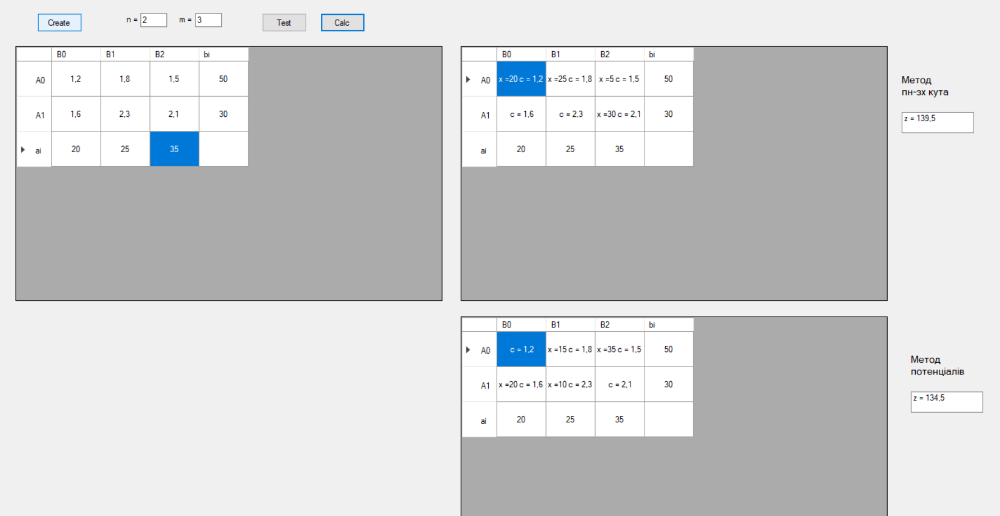 Create n = 2 m = 3 Test Calc
B0 B1 B2 bi
A0 1,2 1,8 1,5 50
A1 1,6 2,3 2,1 30
ai 20 25 35
B0 B1 B2 bi
A0 x =20 c = 1,2 x =25 c = 1,8 x =5 c = 1,5 50
A1 c = 1,6 c = 2,3 x =30 c = 2,1 30
ai 20 25 35
Метод
пн-зх кута
z = 139,5
B0 B1 B2 bi
A0 c = 1,2 x =15 c = 1,8 x =35 c = 1,5 50
A1 x =20 c = 1,6 x =10 c = 2,3 c = 2,1 30
ai 20 25 35
Метод
потенціалів
z = 134,5